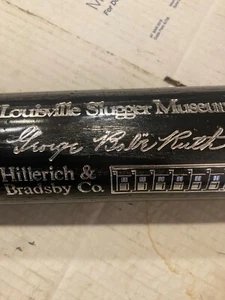 Louisville Slugger Museum
George "Babe" Ruth
Hillerich &
Bradsby Co.